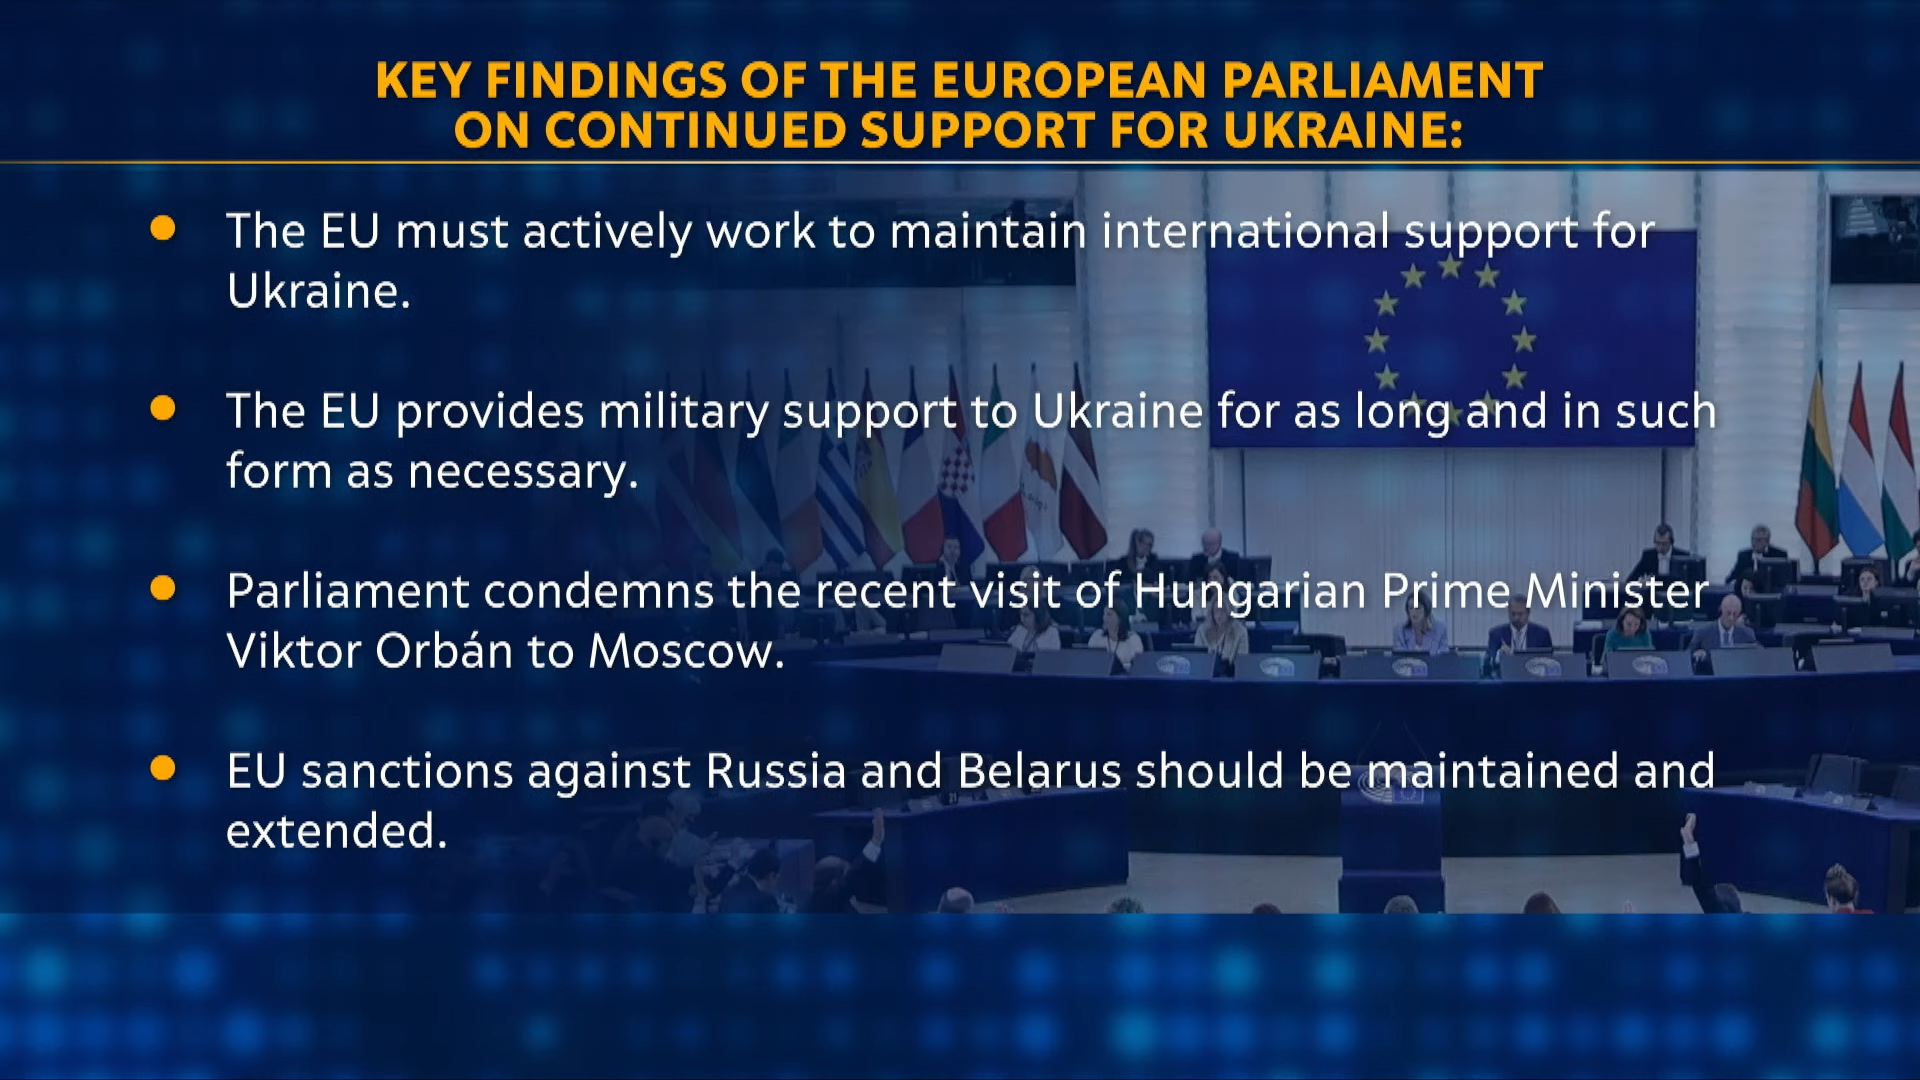 KEY FINDINGS OF THE EUROPEAN PARLIAMENT
ON CONTINUED SUPPORT FOR UKRAINE:
The EU must actively work to maintain international support for
Ukraine.
The EU provides military support to Ukraine for as long and in such
form as necessary.
Parliament condemns the recent visit of Hungarian Prime Minister
Viktor Orbán to Moscow.
EU sanctions against Russia and Belarus should be maintained and
extended.